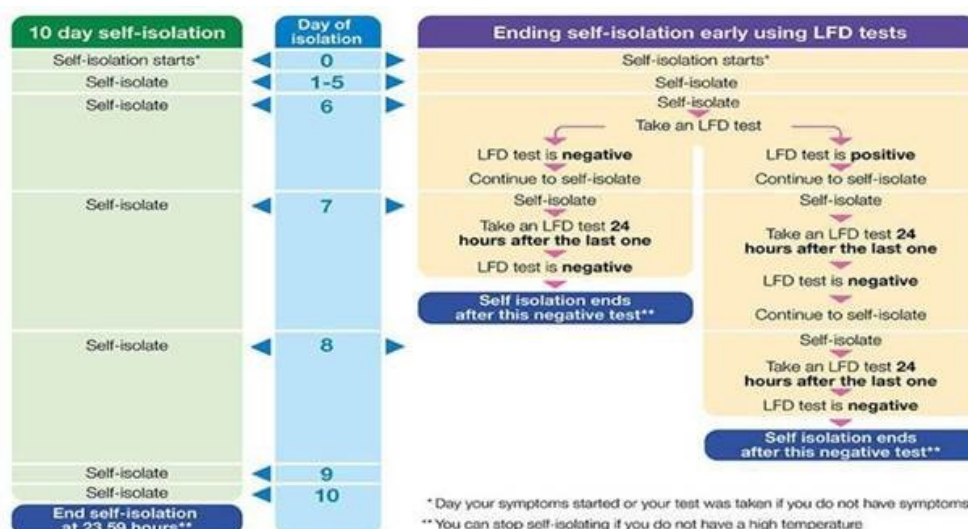 10 day self-isolation
Day of
isolation
Ending self-isolation early using LFD tests
Self-isolation starts*
0
Self-isolation starts*
Self-isolate
1-5
Self-isolate
Self-isolate
6
Self-isolate
Take an LFD test
LFD test is negative
Continue to self-isolate
LFD test is positive
Continue to self-isolate
Self-isolate
7
Self-isolate
Take an LFD test 24
hours after the last one
LFD test is negative
Self isolation ends
after this negative test**
Self-isolate
Take an LFD test 24
hours after the last one
LFD test is negative
Continue to self-isolate
Self-isolate
8
Self-isolate
Take an LFD test 24
hours after the last one
LFD test is negative
Self isolation ends
after this negative test**
Self-isolate
9
Self-isolate
10
End self-isolation
at 23.59 hours**
* Day your symptoms started or your test was taken if you do not have symptoms
** You can stop self-isolating if you do not have a high temperature